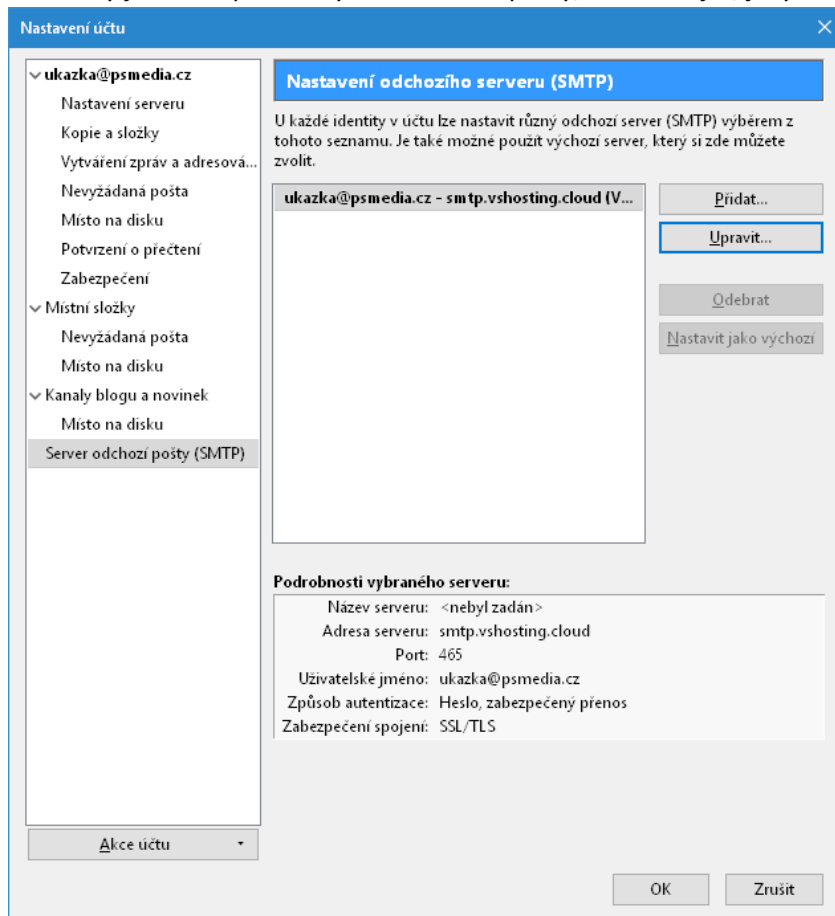 Nastavení účtu
ukazka@psmedia.cz
Nastavení serveru
Kopie a složky
Vytváření zpráv a adresová...
Nevyžádaná pošta
Místo na disku
Potvrzení o přečtení
Zabezpečení
Místní složky
Nevyžádaná pošta
Místo na disku
Kanaly blogu a novinek
Místo na disku
Server odchozí pošty (SMTP)
Akce účtu
Nastavení odchozího serveru (SMTP)
U každé identity v účtu lze nastavit různý odchozí server (SMTP) výběrem z
tohoto seznamu. Je také možné použít výchozí server, který si zde můžete
zvolit.
ukazka@psmedia.cz - smtp.vshosting.cloud (V...
Přidat...
Upravit...
Odebrat
Nastavit jako výchozí
Podrobnosti vybraného serveru:
Název serveru: <nebyl zadán>
Adresa serveru: smtp.vshosting.cloud
Port: 465
Uživatelské jméno: ukazka@psmedia.cz
Způsob autentizace: Heslo, zabezpečený přenos
Zabezpečení spojení: SSL/TLS
OK
Zrušit